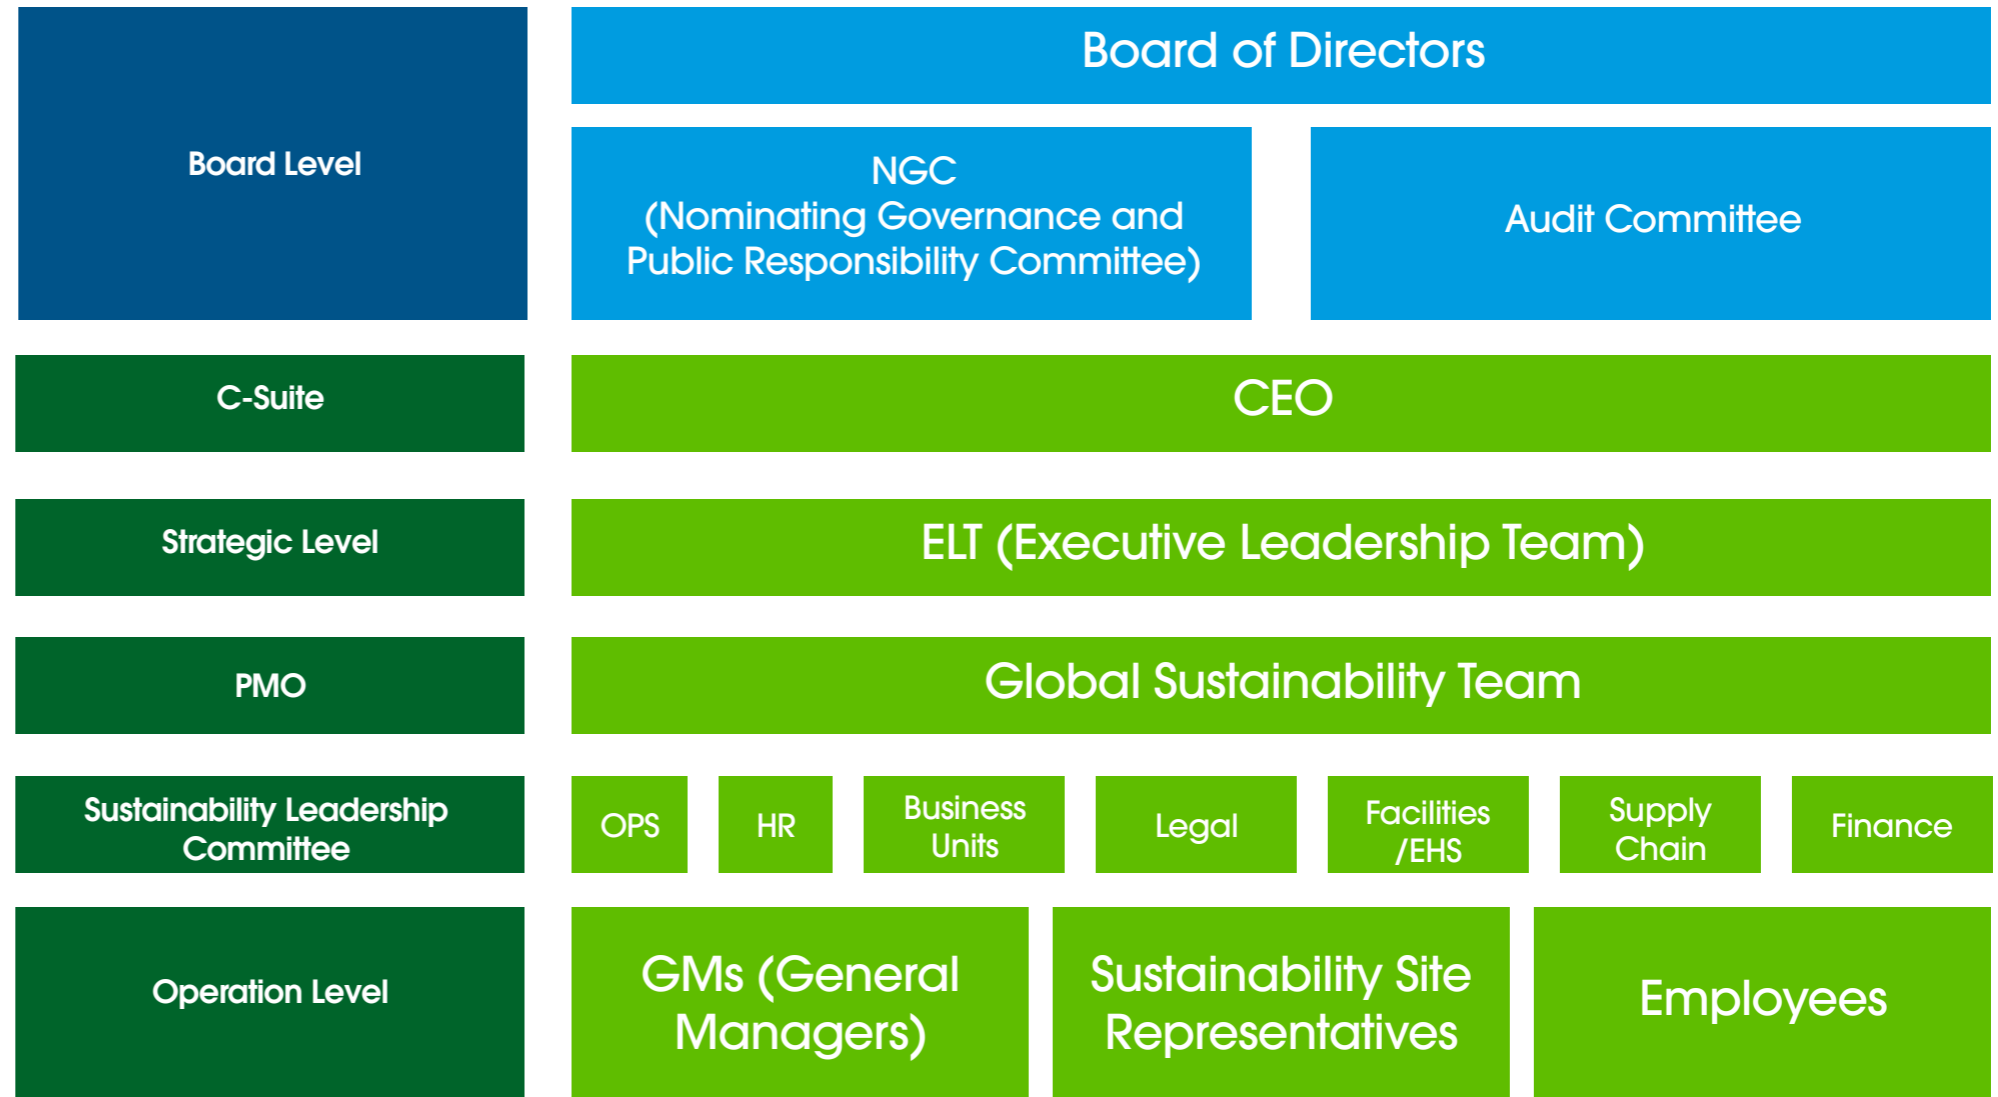 Board Level
Board of Directors
NGC
(Nominating Governance and
Public Responsibility Committee)
Audit Committee
C-Suite
CEO
Strategic Level
ELT (Executive Leadership Team)
PMO
Global Sustainability Team
Sustainability Leadership
Committee
OPS
HR
Business
Units
Legal
Facilities
/EHS
Supply
Chain
Finance
Operation Level
GMs (General
Managers)
Sustainability Site
Representatives
Employees